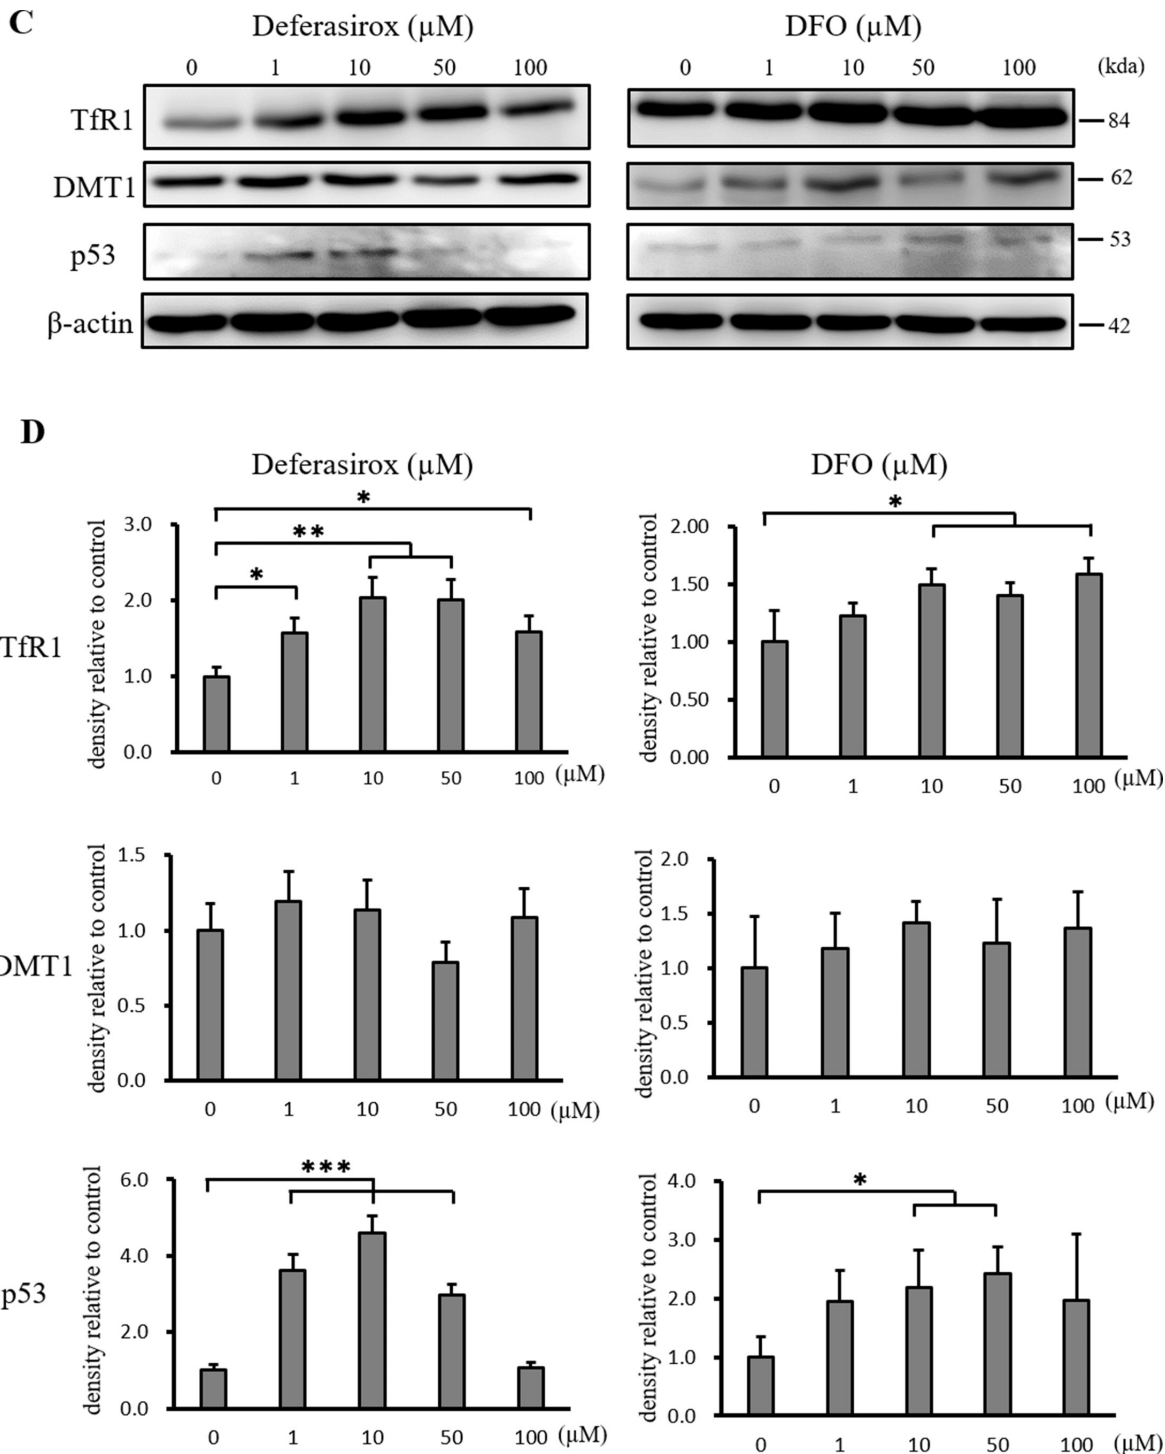 C
Deferasirox (μM)
DFO (μM)
0 1 10 50 100
0 1 10 50 100
(kda)
TfR1
84
DMT1
62
p53
53
β-actin
42
D
Deferasirox (μM)
DFO (μM)
TfR1
density relative to control
3.0
2.0
1.0
0.0
*
**
*
0 1 10 50 100 (μM)
density relative to control
2.00
1.50
1.00
0.50
0.00
*
0 1 10 50 100 (μM)
DMT1
density relative to control
1.5
1.0
0.5
0.0
0 1 10 50 100 (μM)
density relative to control
2.0
1.5
1.0
0.5
0.0
0 1 10 50 100 (μM)
p53
density relative to control
6.0
4.0
2.0
0.0
***
0 1 10 50 100 (μM)
density relative to control
4.0
3.0
2.0
1.0
0.0
*
0 1 10 50 100 (μM)